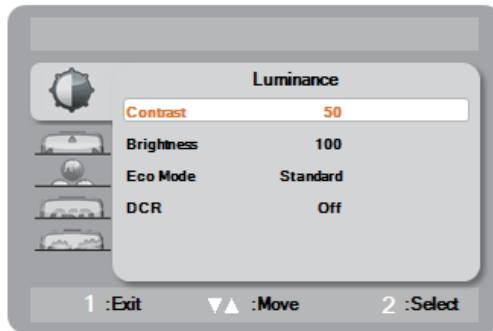 Luminance
Contrast 50
Brightness 100
Eco Mode Standard
DCR Off
1 :Exit ▼▲ :Move 2 :Select